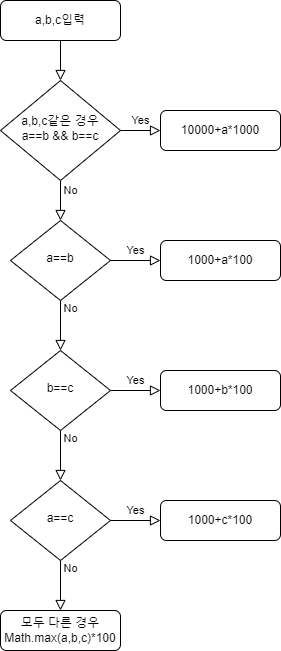 a,b,c입력
a,b,c같은 경우
a==b && b==c
Yes
10000+a*1000
No
a==b
Yes
1000+a*100
No
b==c
Yes
1000+b*100
No
a==c
Yes
1000+c*100
No
모두 다른 경우
Math.max(a,b,c)*100